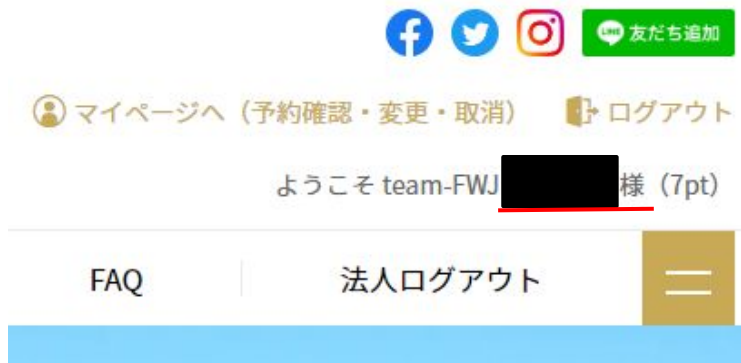 LINE 友だち追加
マイページへ（予約確認・変更・取消） ログアウト
ようこそ team-FWJ 様（7pt）
FAQ 法人ログアウト